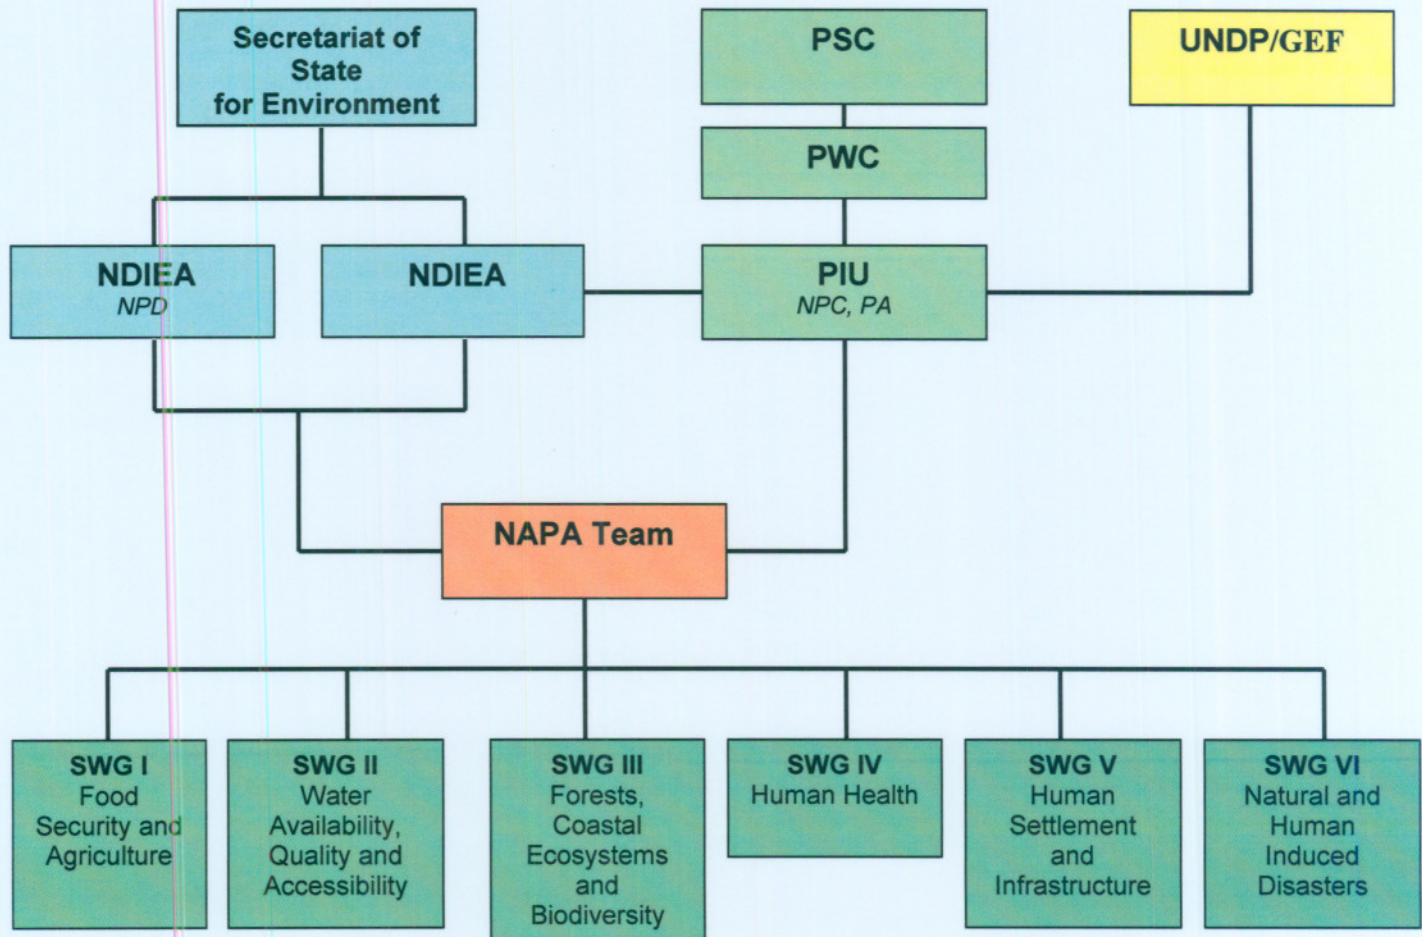 Secretariat of
State
for Environment
PSC
UNDP/GEF
PWC
NDIEA
NPD
NDIEA
PIU
NPC, PA
NAPA Team
SWG I
Food
Security and
Agriculture
SWG II
Water
Availability,
Quality and
Accessibility
SWG III
Forests,
Coastal
Ecosystems
and
Biodiversity
SWG IV
Human Health
SWG V
Human
Settlement
and
Infrastructure
SWG VI
Natural and
Human
Induced
Disasters